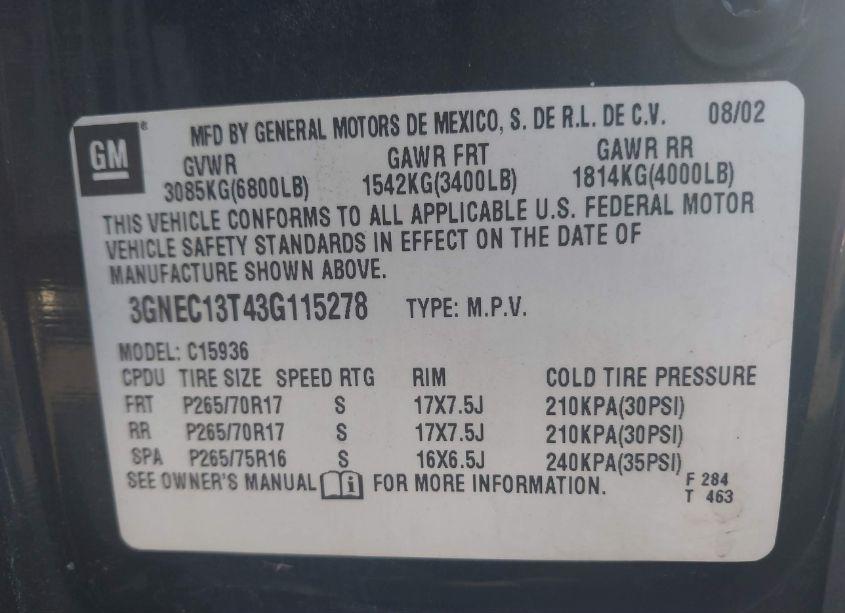 GM ® MFD BY GENERAL MOTORS DE MEXICO, S. DE R.L. DE C.V. 08/02
GVWR GAWR FRT GAWR RR
3085KG(6800LB) 1542KG(3400LB) 1814KG(4000LB)
THIS VEHICLE CONFORMS TO ALL APPLICABLE U.S. FEDERAL MOTOR
VEHICLE SAFETY STANDARDS IN EFFECT ON THE DATE OF
MANUFACTURE SHOWN ABOVE.
3GNEC13T43G115278 TYPE: M.P.V.
MODEL: C15936
CPDU TIRE SIZE SPEED RTG RIM COLD TIRE PRESSURE
FRT P265/70R17 S 17X7.5J 210KPA(30PSI)
RR P265/70R17 S 17X7.5J 210KPA(30PSI)
SPA P265/75R16 S 16X6.5J 240KPA(35PSI)
SEE OWNER'S MANUAL i FOR MORE INFORMATION. F 284
T 463